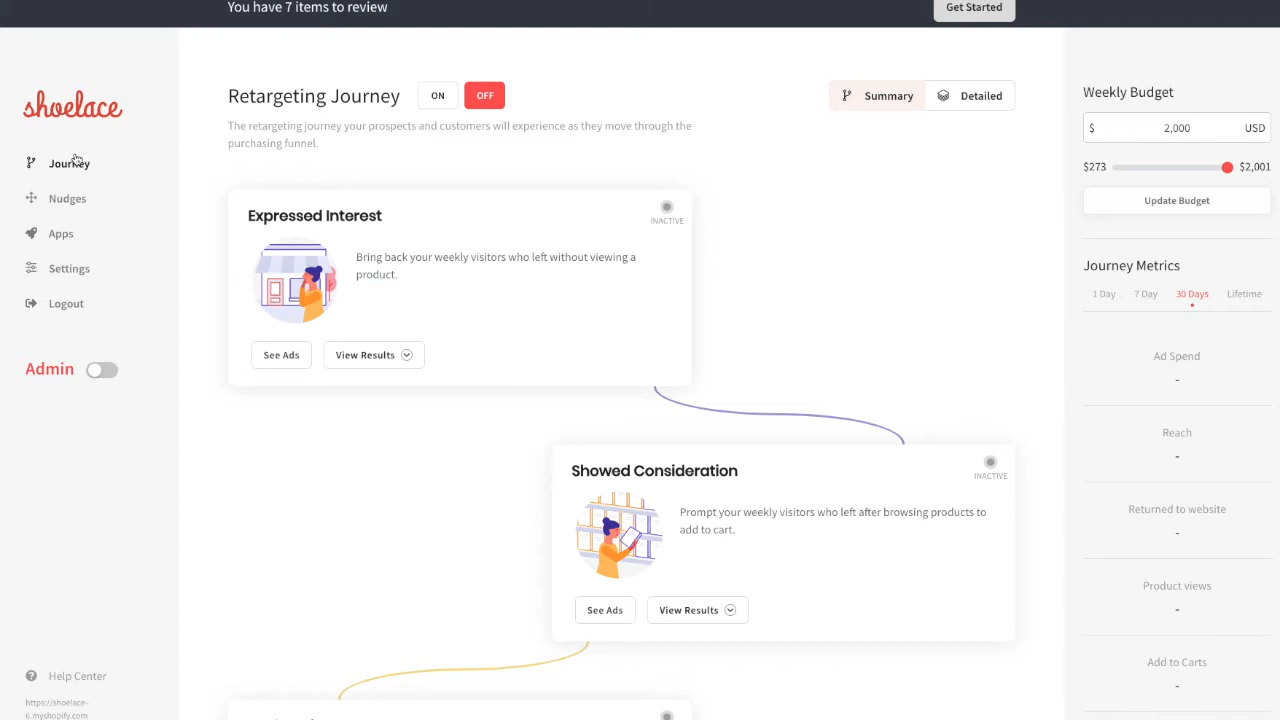 You have 7 items to review
Get Started
shoelace
Journey
Nudges
Apps
Settings
Logout
Admin
Help Center
https://shoelace-
6.myshopify.com
Retargeting Journey
ON
OFF
Summary
Detailed
The retargeting journey your prospects and customers will experience as they move through the
purchasing funnel.
Expressed Interest
INACTIVE
Bring back your weekly visitors who left without viewing a
product.
See Ads
View Results
Showed Consideration
INACTIVE
Prompt your weekly visitors who left after browsing products to
add to cart.
See Ads
View Results
Weekly Budget
$ 2,000 USD
$273 $2,001
Update Budget
Journey Metrics
1 Day 7 Day 30 Days Lifetime
Ad Spend
-
Reach
-
Returned to website
-
Product views
-
Add to Carts
-